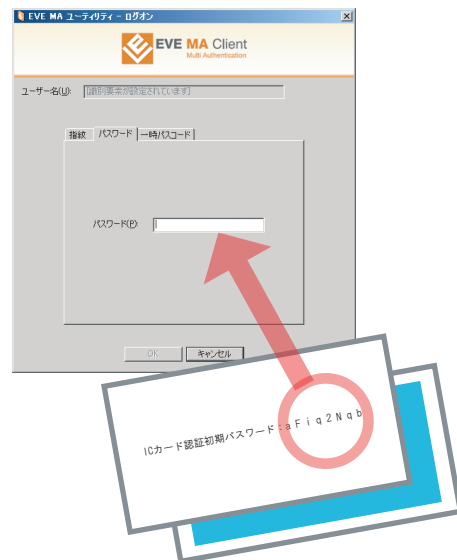 EVE MA ユーティリティ - ログオン
EVE MA Client
Multi Authentication
ユーザー名(U): [識別要素が設定されています]
指紋 パスワード 一時パスコード
パスワード(P):
OK キャンセル
ICカード認証初期パスワード:aFiq2Nqb